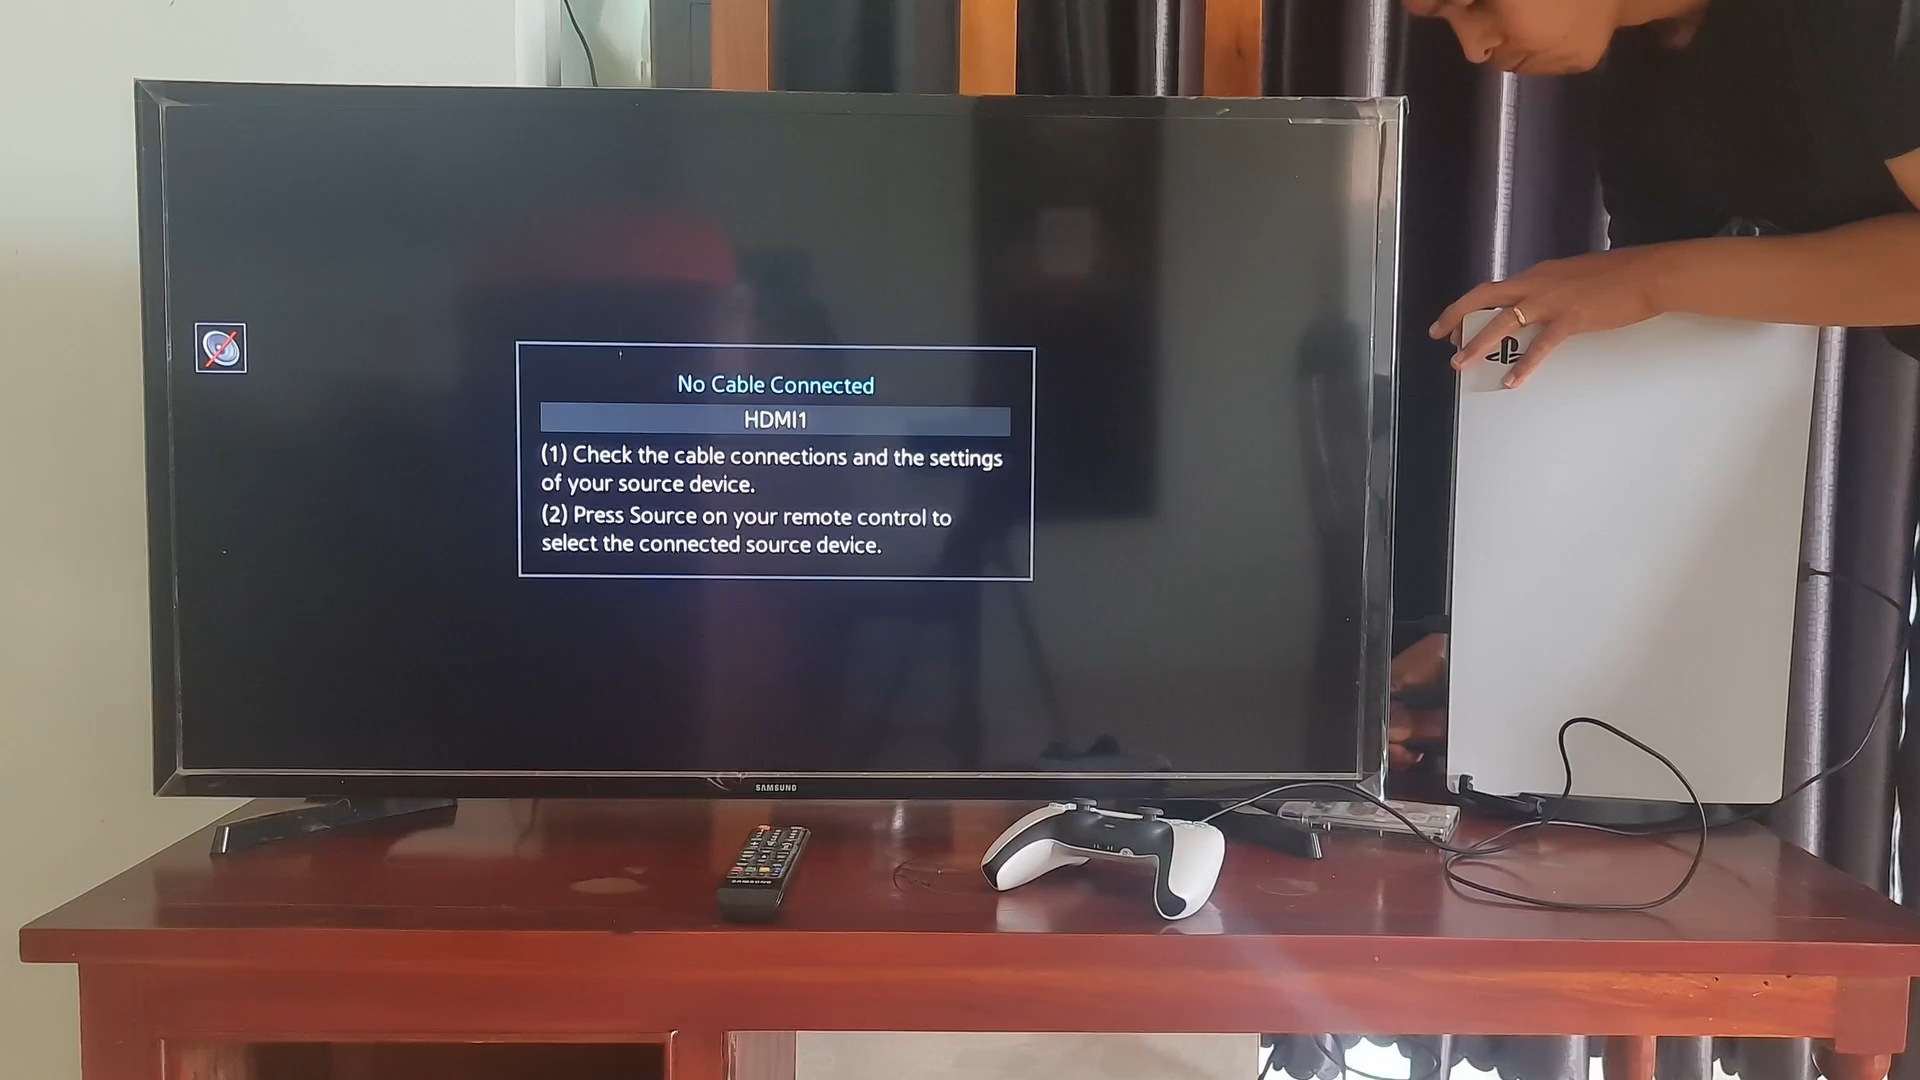 No Cable Connected
HDMI1
(1) Check the cable connections and the settings
of your source device.
(2) Press Source on your remote control to
select the connected source device.
SAMSUNG
SAMSUNG